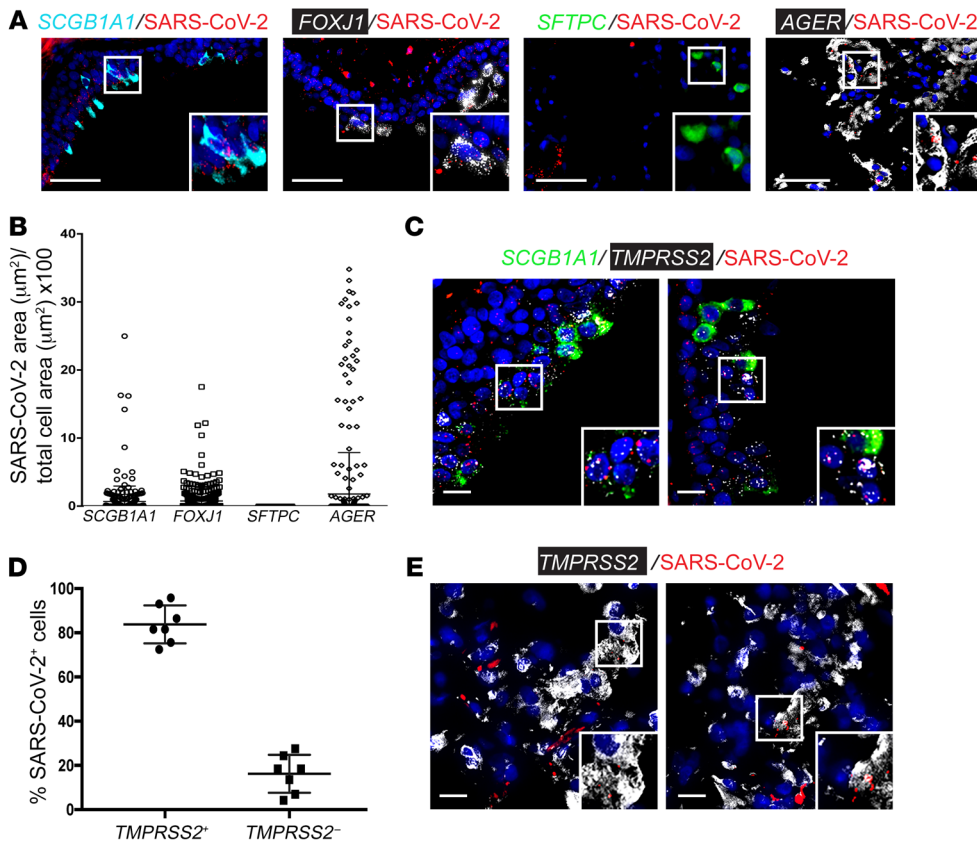 A
SCGB1A1/SARS-CoV-2
FOXJ1/SARS-CoV-2
SFTPC/SARS-CoV-2
AGER/SARS-CoV-2
B
SARS-CoV-2 area (μm²)/
total cell area (μm²) x100
40
30
20
10
0
SCGB1A1
FOXJ1
SFTPC
AGER
C
SCGB1A1/TMPRSS2/SARS-CoV-2
D
% SARS-CoV-2⁺ cells
100
80
60
40
20
0
TMPRSS2⁺
TMPRSS2⁻
E
TMPRSS2/SARS-CoV-2